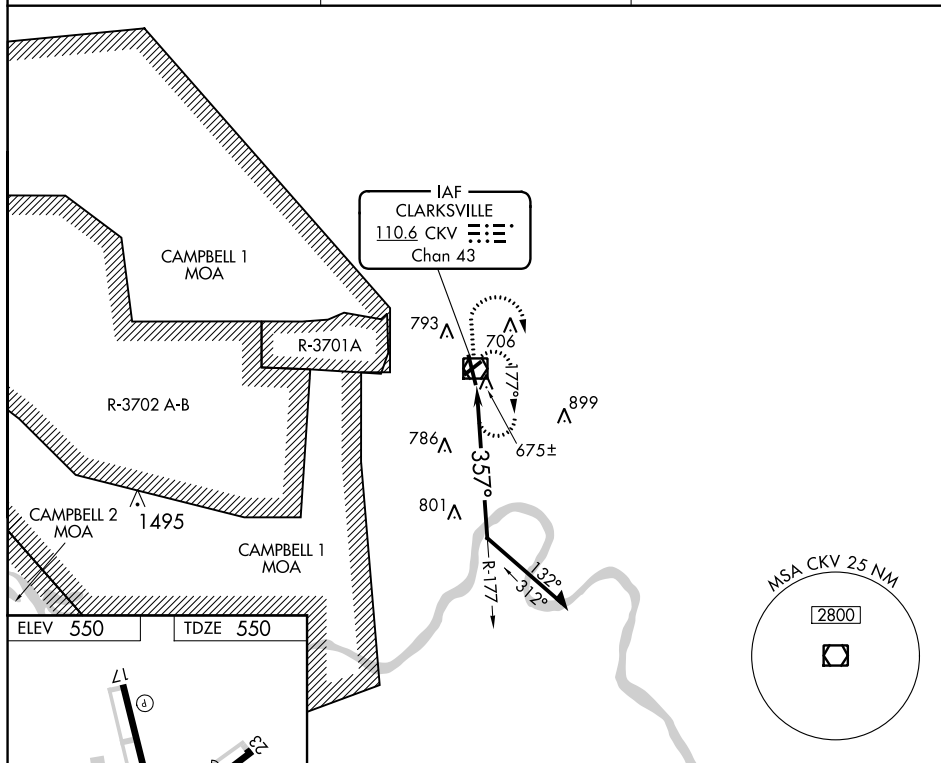 IAF
CLARKSVILLE
110.6 CKV
Chan 43
CAMPBELL 1
MOA
793
706
R-3701A
177°
R-3702 A-B
899
786
675±
357°
801
1495
CAMPBELL 2
MOA
CAMPBELL 1
MOA
132°
312°
R-177
MSA CKV 25 NM
2800
ELEV 550
TDZE 550
17
P
23